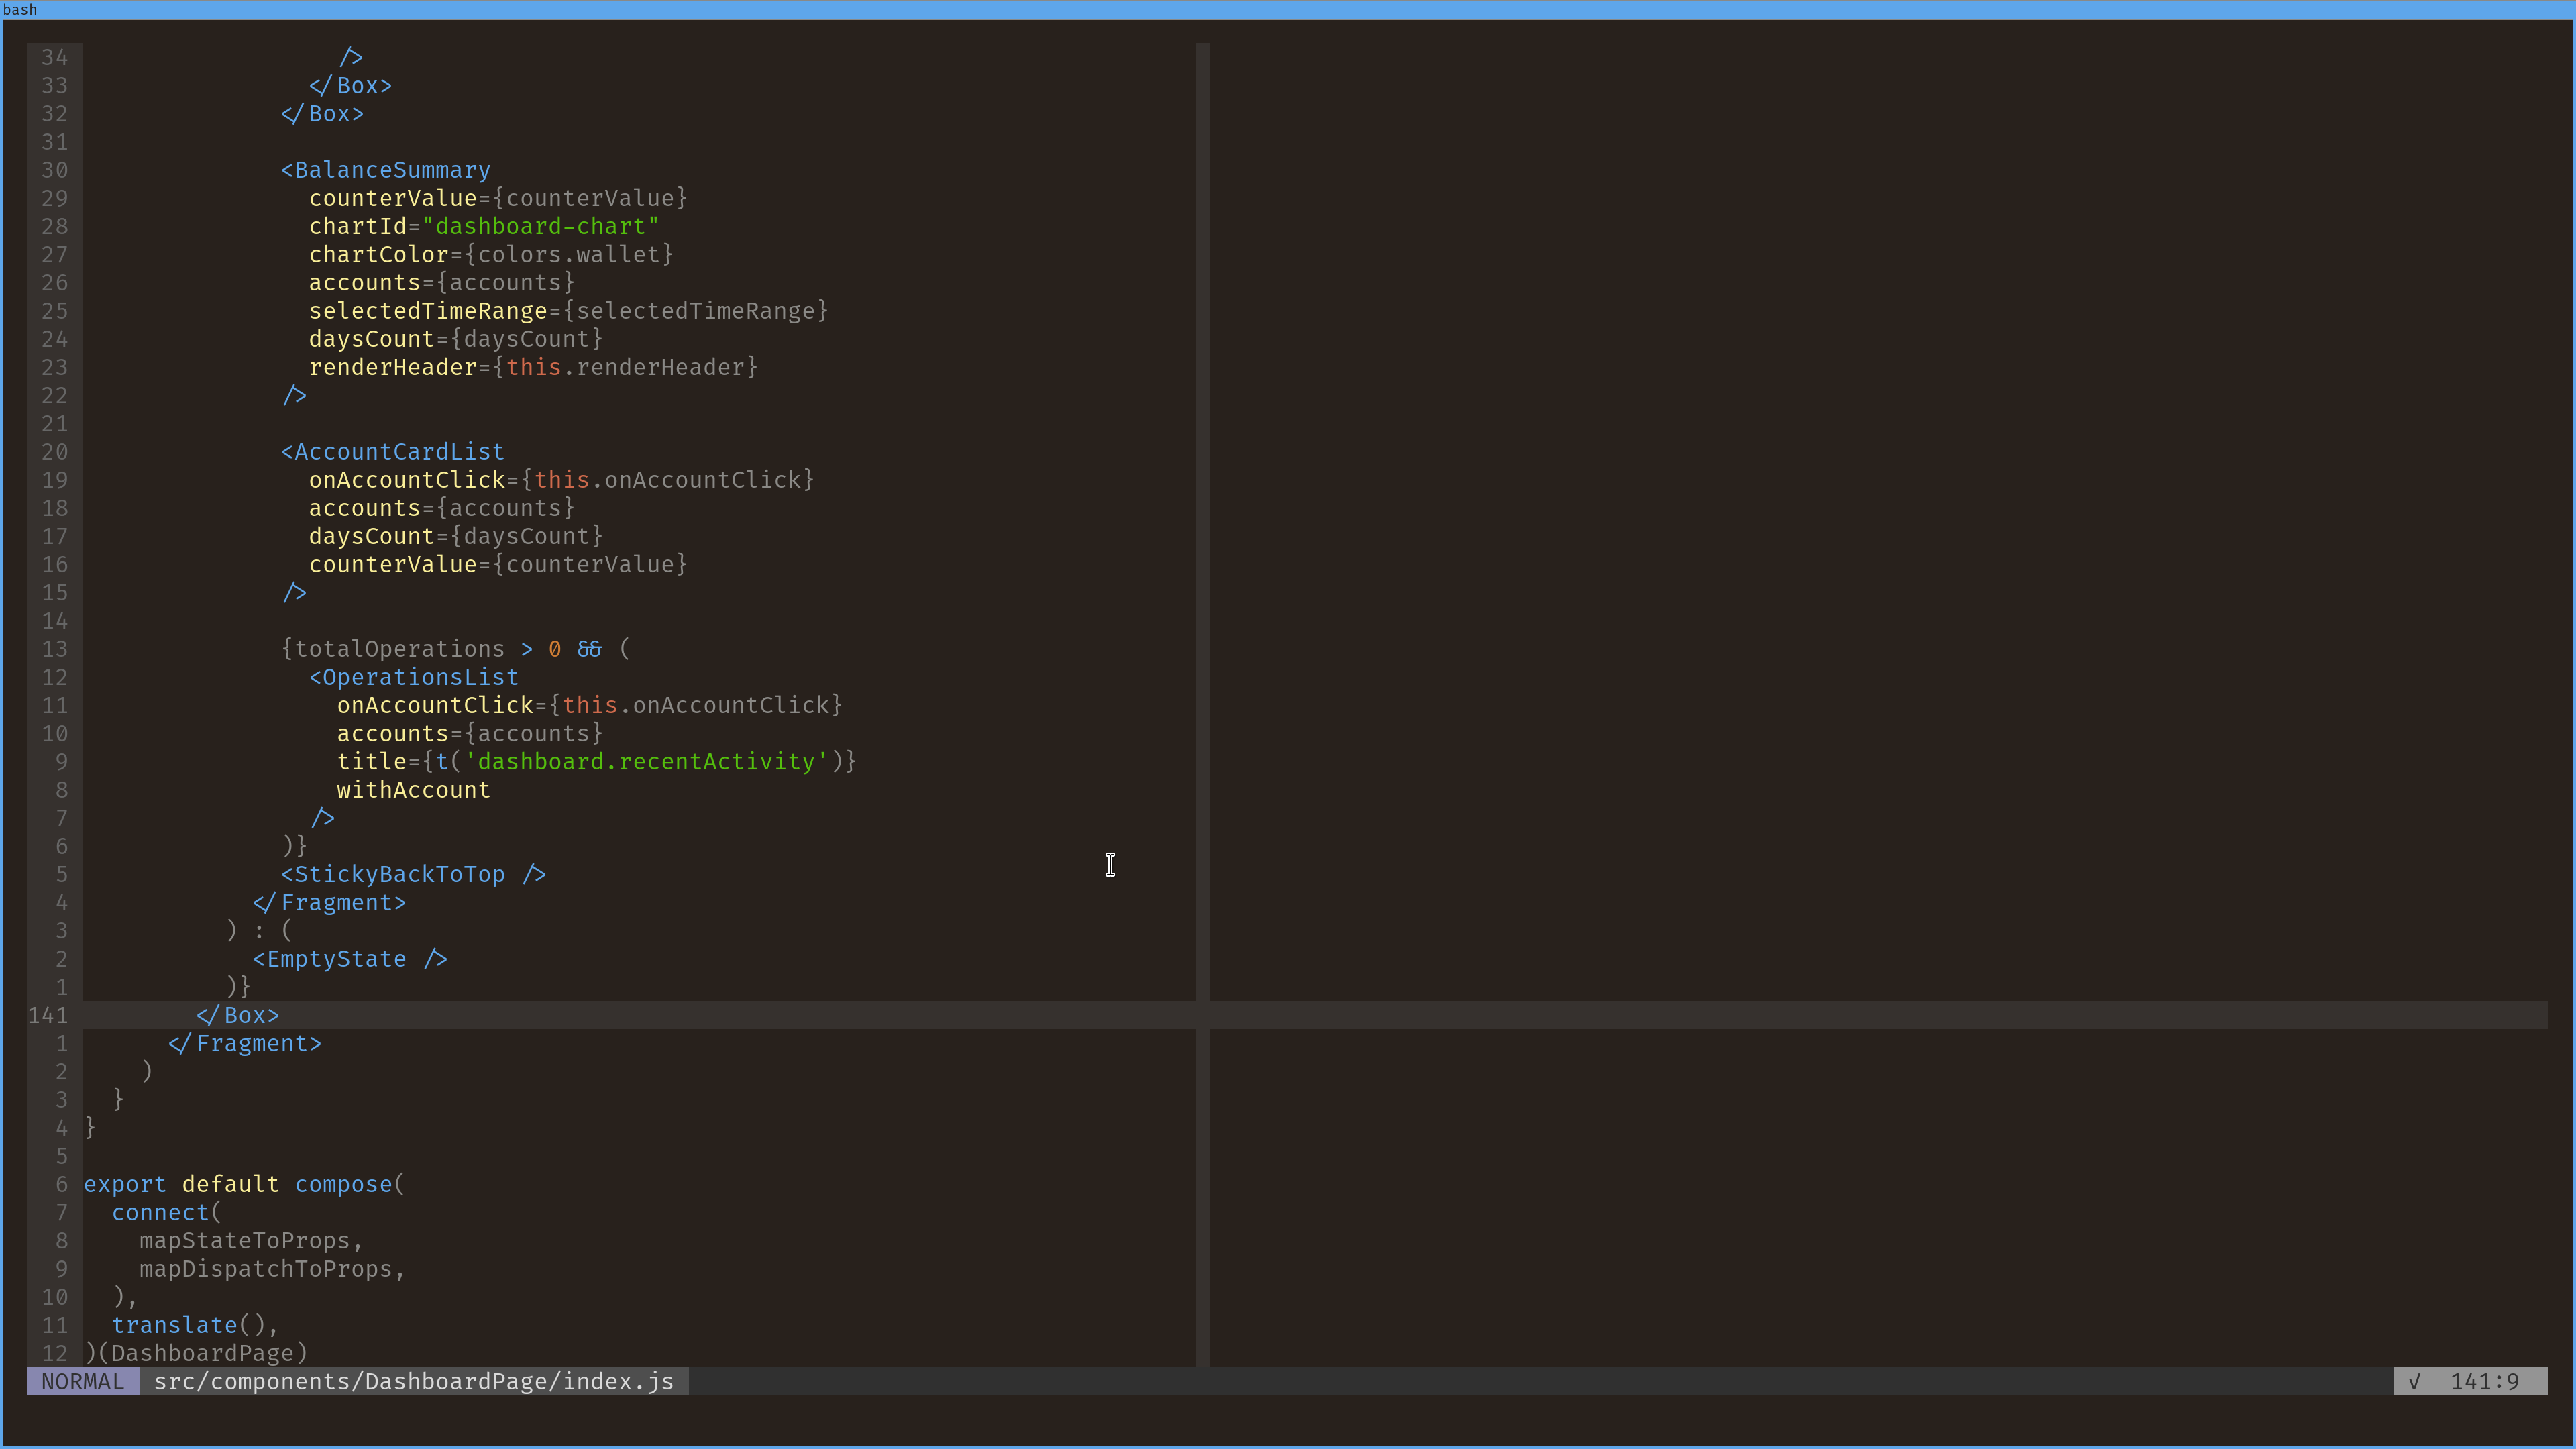 bash
34                   />
33                 </Box>
32               </Box>
31
30               <BalanceSummary
29                 counterValue={counterValue}
28                 chartId="dashboard-chart"
27                 chartColor={colors.wallet}
26                 accounts={accounts}
25                 selectedTimeRange={selectedTimeRange}
24                 daysCount={daysCount}
23                 renderHeader={this.renderHeader}
22               />
21
20               <AccountCardList
19                 onAccountClick={this.onAccountClick}
18                 accounts={accounts}
17                 daysCount={daysCount}
16                 counterValue={counterValue}
15               />
14
13               {totalOperations > 0 && (
12                 <OperationsList
11                   onAccountClick={this.onAccountClick}
10                   accounts={accounts}
9                   title={t('dashboard.recentActivity')}
8                   withAccount
7                 />
6               )}
5               <StickyBackToTop />
4             </Fragment>
3           ) : (
2             <EmptyState />
1           )}
141         </Box>
1       </Fragment>
2     )
3   }
4 }
5
6 export default compose(
7   connect(
8     mapStateToProps,
9     mapDispatchToProps,
10   ),
11   translate(),
12 )(DashboardPage)
NORMAL src/components/DashboardPage/index.js √ 141:9